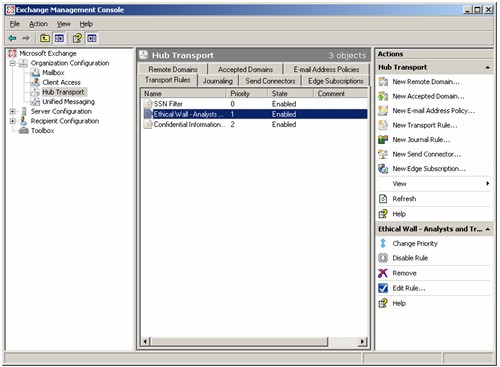 Exchange Management Console
File Action View Help
Microsoft Exchange
Organization Configuration
Mailbox
Client Access
Hub Transport
Unified Messaging
Server Configuration
Recipient Configuration
Toolbox
Hub Transport 3 objects
Remote Domains Accepted Domains E-mail Address Policies
Transport Rules Journaling Send Connectors Edge Subscriptions
Name Priority State Comment
SSN Filter 0 Enabled
Ethical Wall - Analysts ... 1 Enabled
Confidential Information... 2 Enabled
Actions
Hub Transport
New Remote Domain...
New Accepted Domain...
New E-mail Address Policy...
New Transport Rule...
New Journal Rule...
New Send Connector...
New Edge Subscription...
View
Refresh
Help
Ethical Wall - Analysts and Tr...
Change Priority
Disable Rule
Remove
Edit Rule...
Help